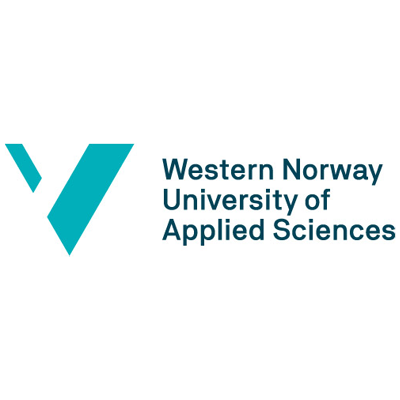 Western Norway
University of
Applied Sciences